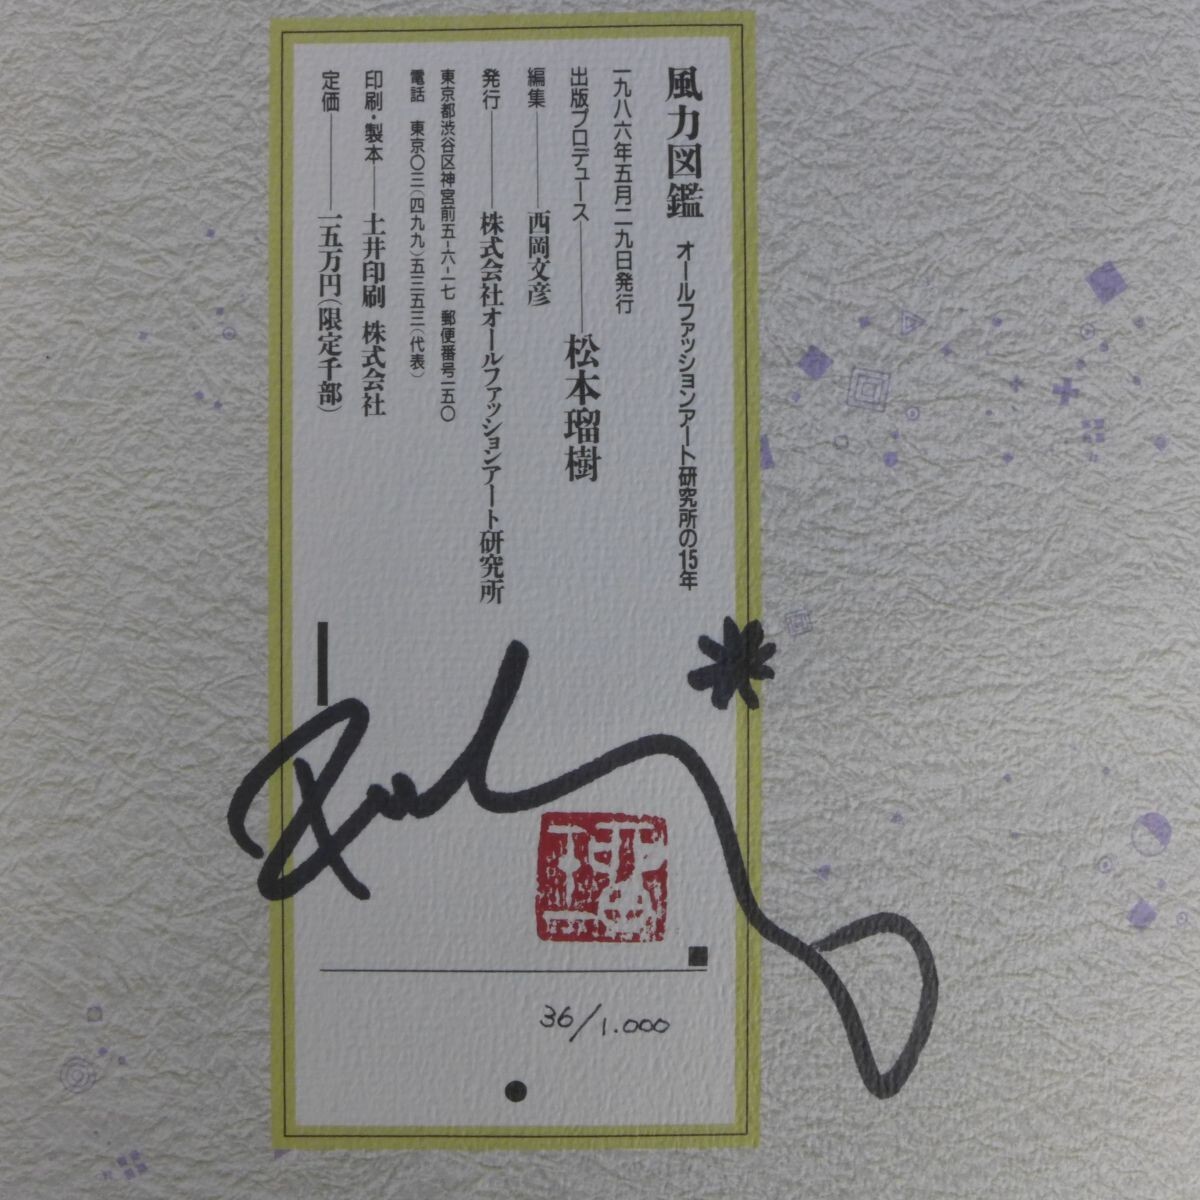 風力図鑑 オールファッションアート研究所の15年
一九八六年五月二九日発行
出版プロデュース――松本瑠樹
編集――西岡文彦
発行――株式会社オールファッションアート研究所
東京都渋谷区神宮前五-六-一七 郵便番号一五〇
電話 東京〇三(四九九)五三五三(代表)
印刷・製本――土井印刷 株式会社
定価――一五万円(限定千部)
36/1.000